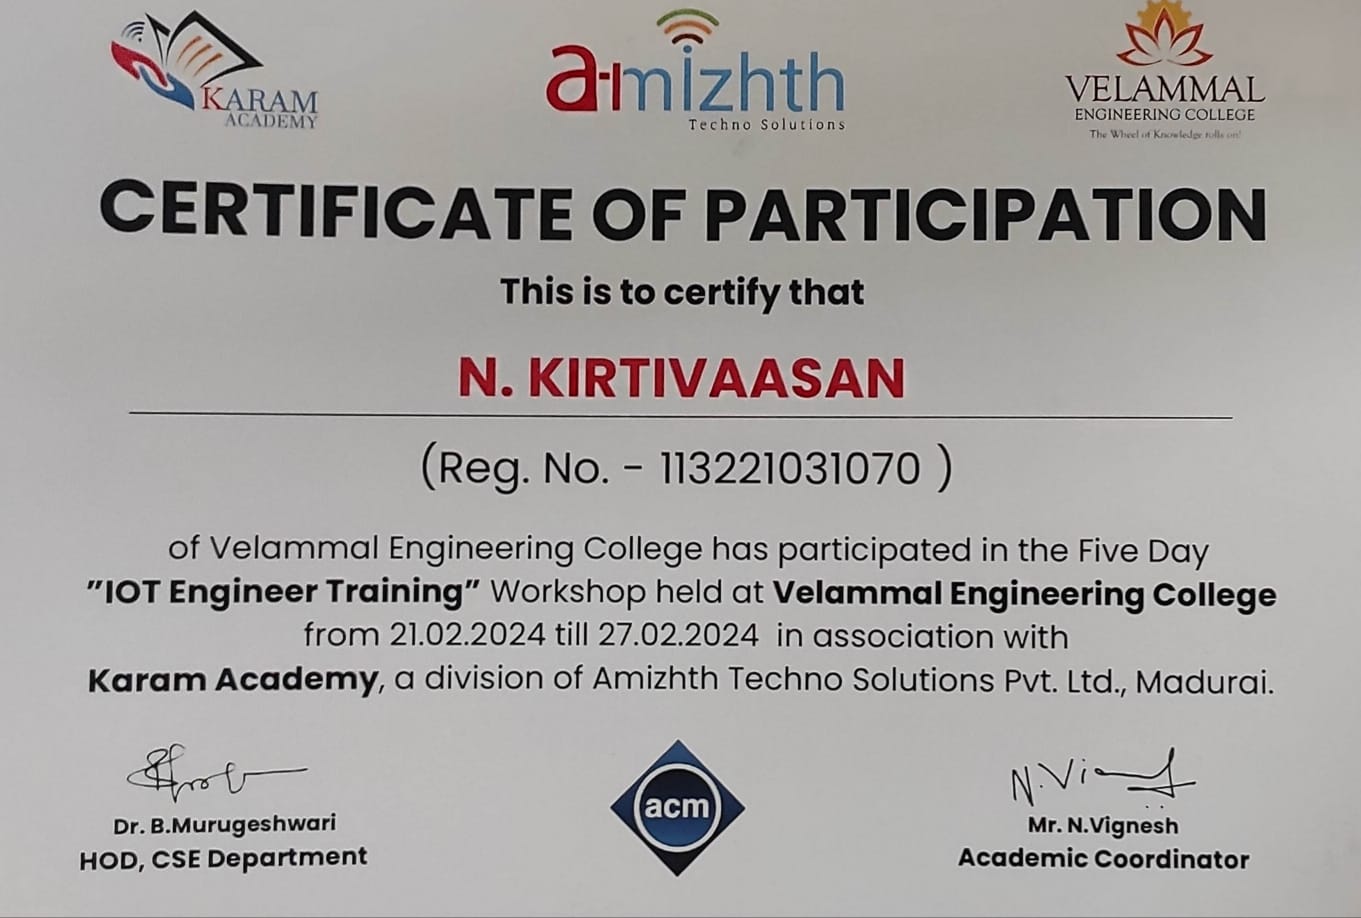 KARAM
ACADEMY
a-mizhth
Techno Solutions
VELAMMAL
ENGINEERING COLLEGE
The Wheel of Knowledge rolls on!
CERTIFICATE OF PARTICIPATION
This is to certify that
N. KIRTIVAASAN
(Reg. No. - 113221031070 )
of Velammal Engineering College has participated in the Five Day
"IOT Engineer Training" Workshop held at Velammal Engineering College
from 21.02.2024 till 27.02.2024 in association with
Karam Academy, a division of Amizhth Techno Solutions Pvt. Ltd., Madurai.
N.Vi
Dr. B.Murugeshwari
HOD, CSE Department
acm
Mr. N.Vignesh
Academic Coordinator